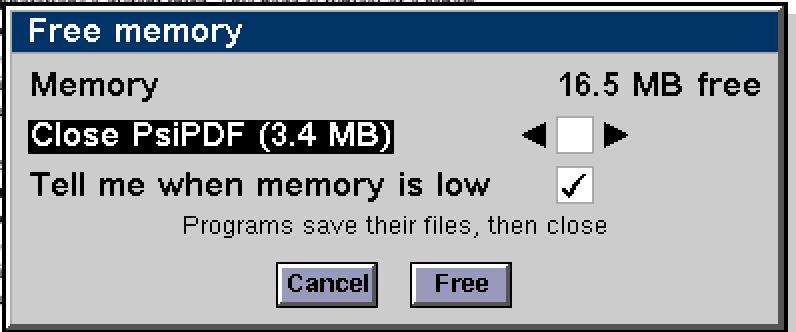 Free memory
Memory 16.5 MB free
Close PsiPDF (3.4 MB)
Tell me when memory is low
Programs save their files, then close
Cancel Free